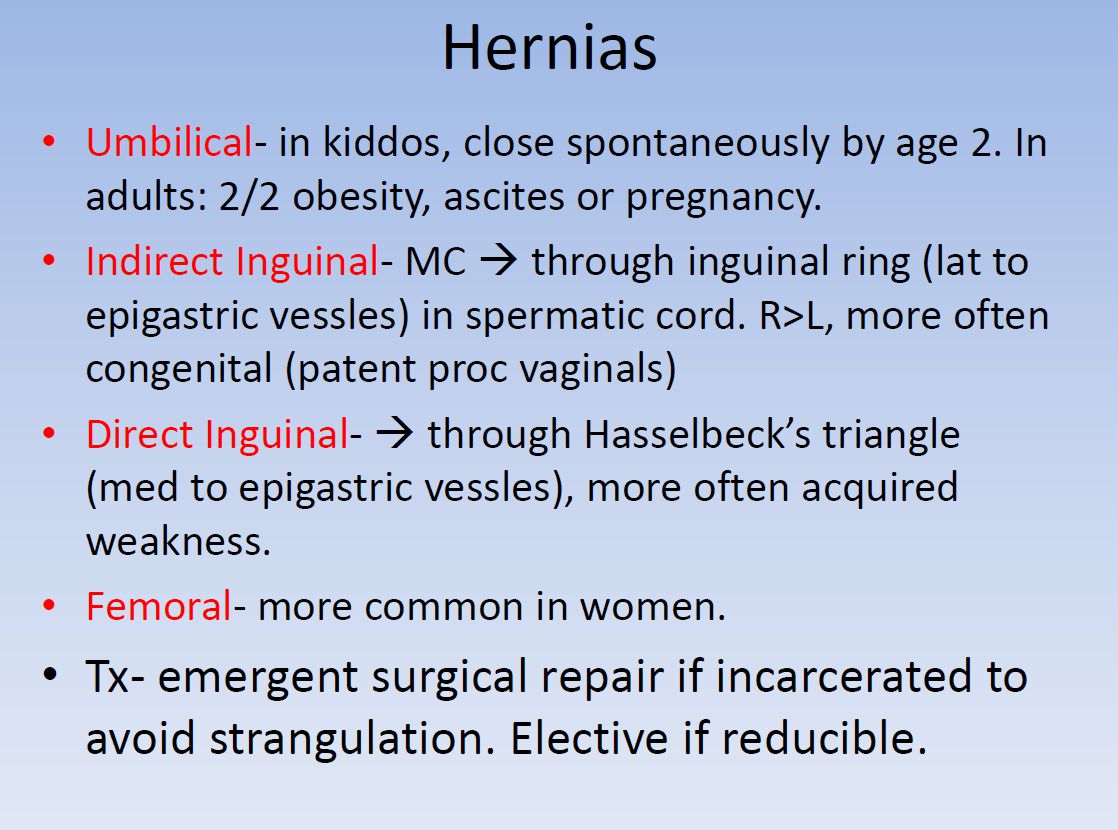 Hernias
• Umbilical- in kiddos, close spontaneously by age 2. In
adults: 2/2 obesity, ascites or pregnancy.
• Indirect Inguinal- MC → through inguinal ring (lat to
epigastric vessles) in spermatic cord. R>L, more often
congenital (patent proc vaginals)
• Direct Inguinal- → through Hasselbeck’s triangle
(med to epigastric vessles), more often acquired
weakness.
• Femoral- more common in women.
• Tx- emergent surgical repair if incarcerated to
avoid strangulation. Elective if reducible.